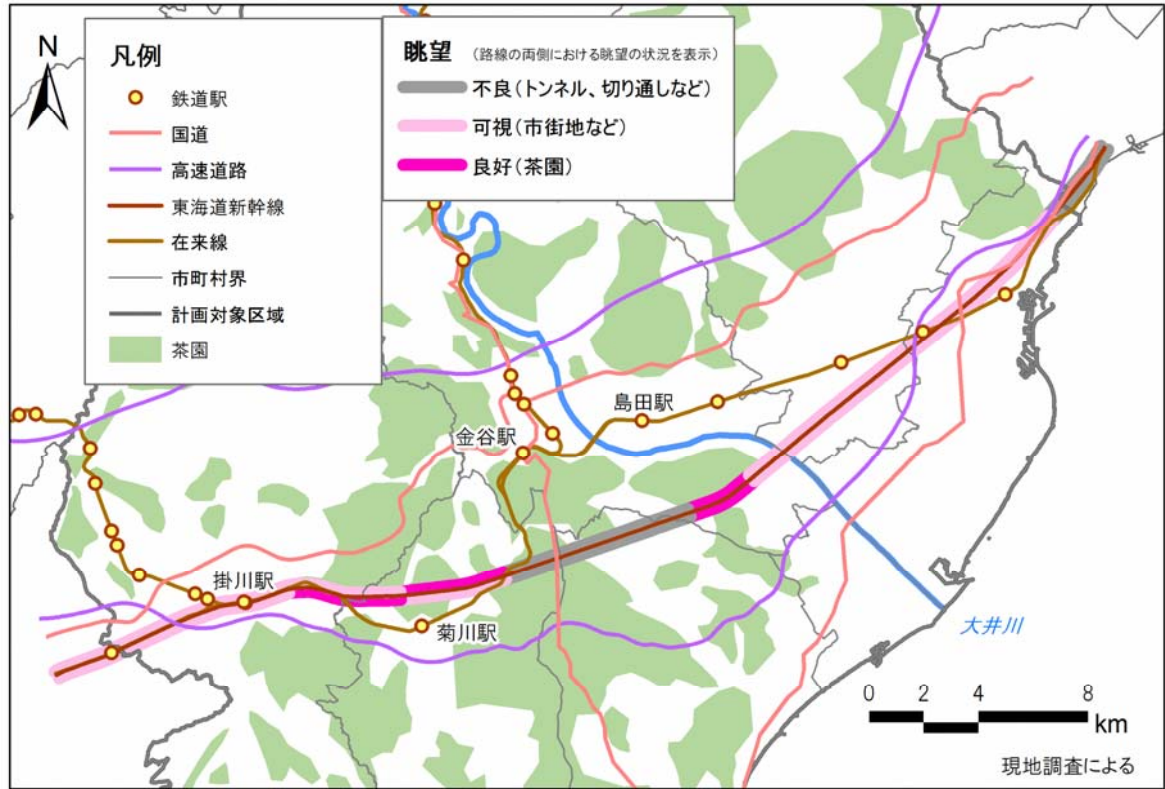 N
凡例
鉄道駅
国道
高速道路
東海道新幹線
在来線
市町村界
計画対象区域
茶園
眺望 (路線の両側における眺望の状況を表示)
不良(トンネル、切り通しなど)
可視(市街地など)
良好(茶園)
島田駅
金谷駅
掛川駅
菊川駅
大井川
0 2 4 8
km
現地調査による